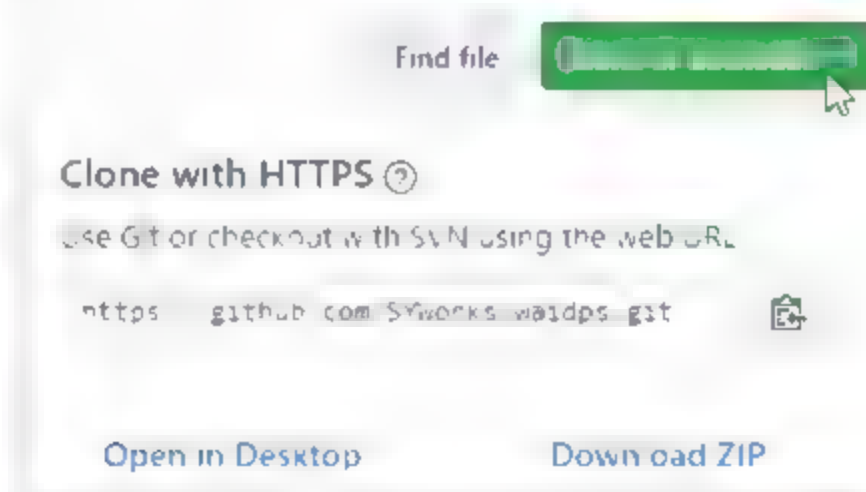 Find file
Clone with HTTPS
Use Git or checkout with SVN using the web URL
https github com SYworks waidps git
Open in Desktop
Download ZIP